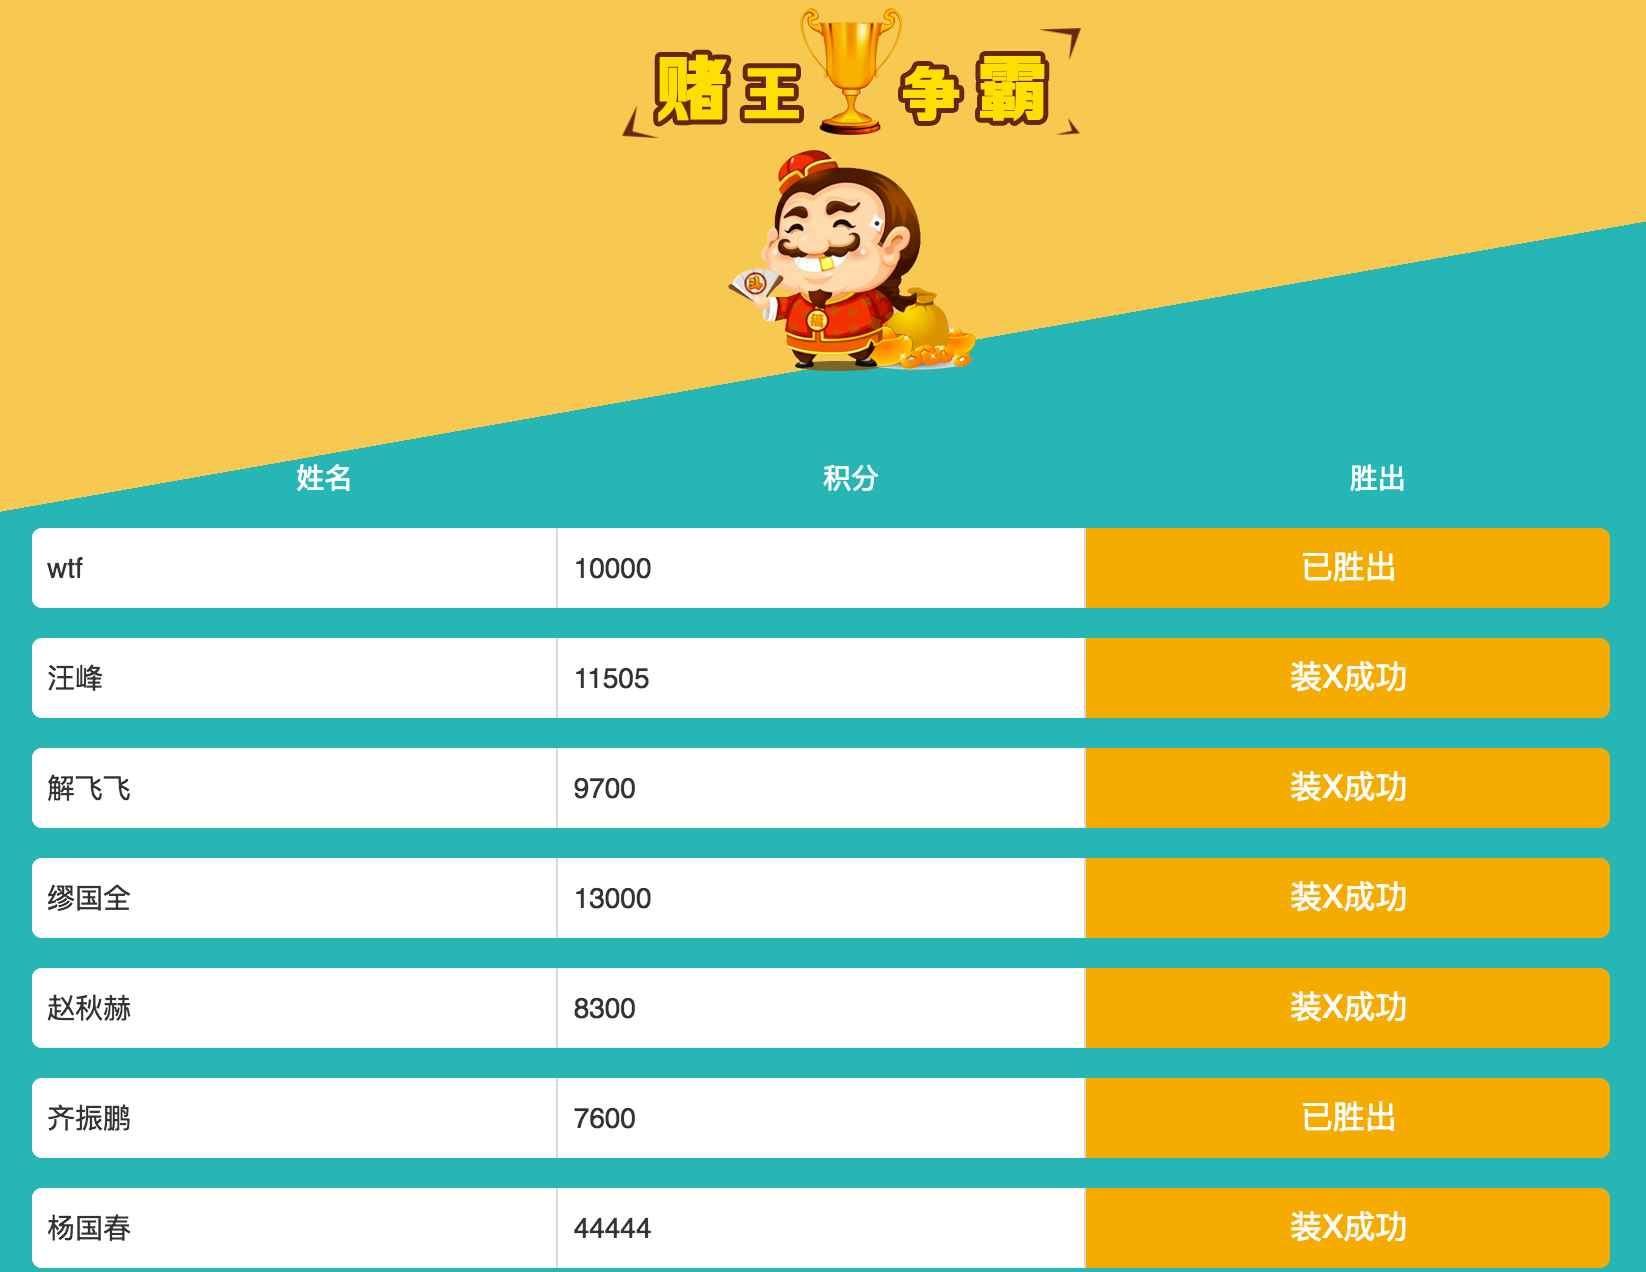 赌王争霸
斗
福
姓名 积分 胜出
wtf 10000 已胜出
汪峰 11505 装X成功
解飞飞 9700 装X成功
缪国全 13000 装X成功
赵秋赫 8300 装X成功
齐振鹏 7600 已胜出
杨国春 44444 装X成功